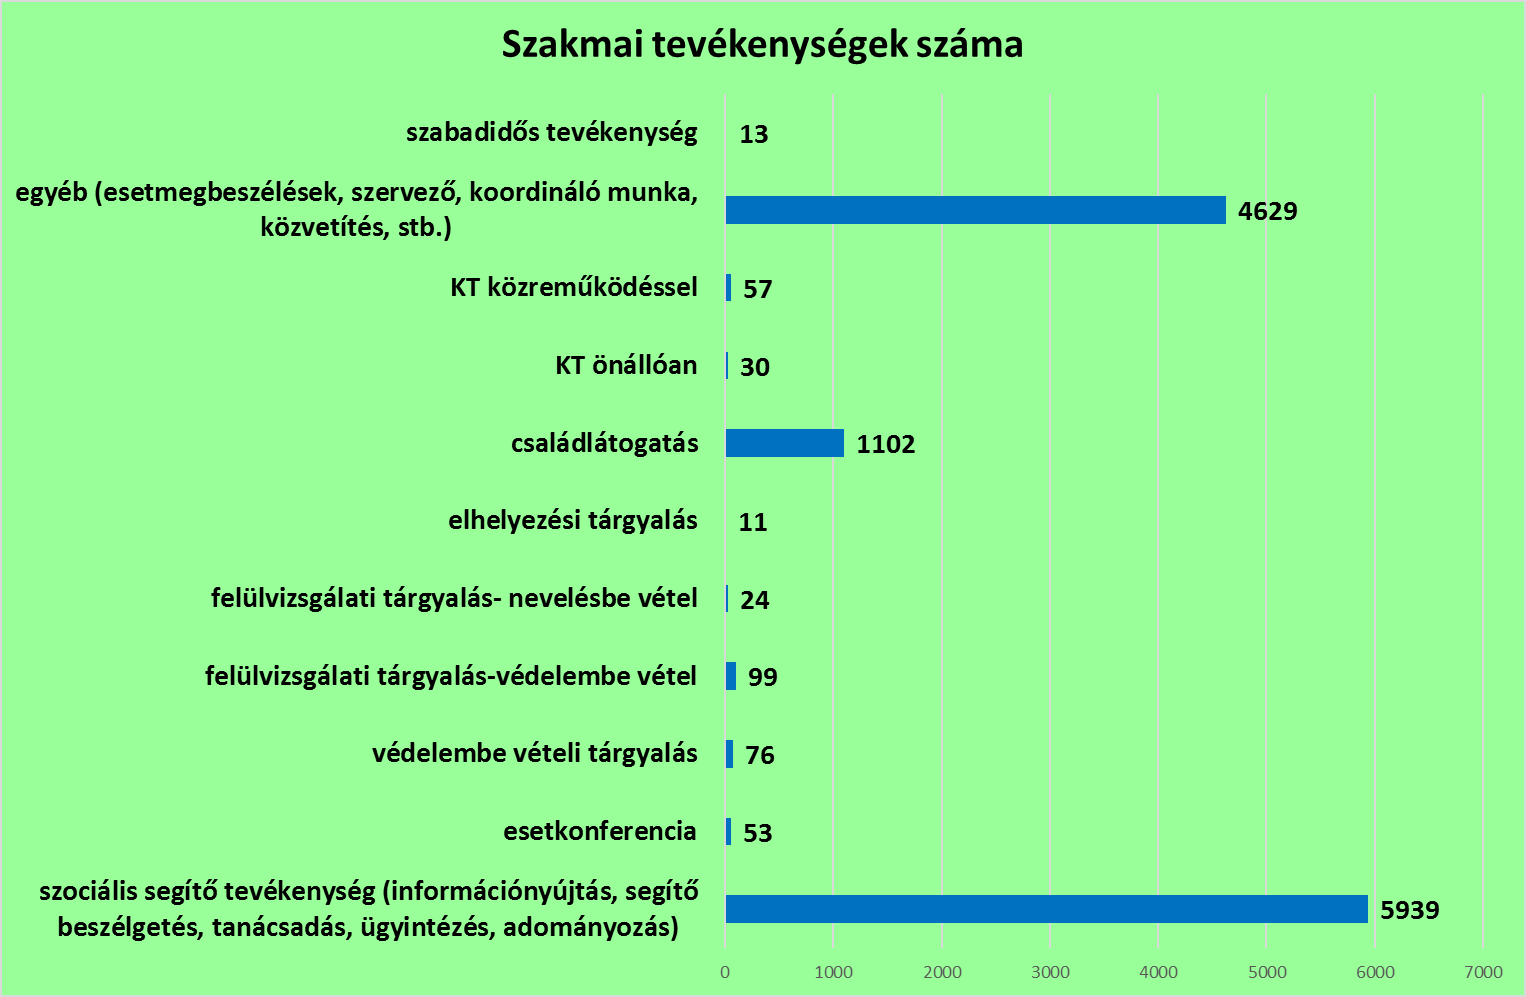 Szakmai tevékenységek száma
szabadidős tevékenység
13
egyéb (esetmegbeszélések, szervező, koordináló munka,
közvetítés, stb.)
4629
KT közreműködéssel
57
KT önállóan
30
családlátogatás
1102
elhelyezési tárgyalás
11
felülvizsgálati tárgyalás- nevelésbe vétel
24
felülvizsgálati tárgyalás-védelembe vétel
99
védelembe vételi tárgyalás
76
esetkonferencia
53
szociális segítő tevékenység (információnyújtás, segítő
beszélgetés, tanácsadás, ügyintézés, adományozás)
5939
0 1000 2000 3000 4000 5000 6000 7000